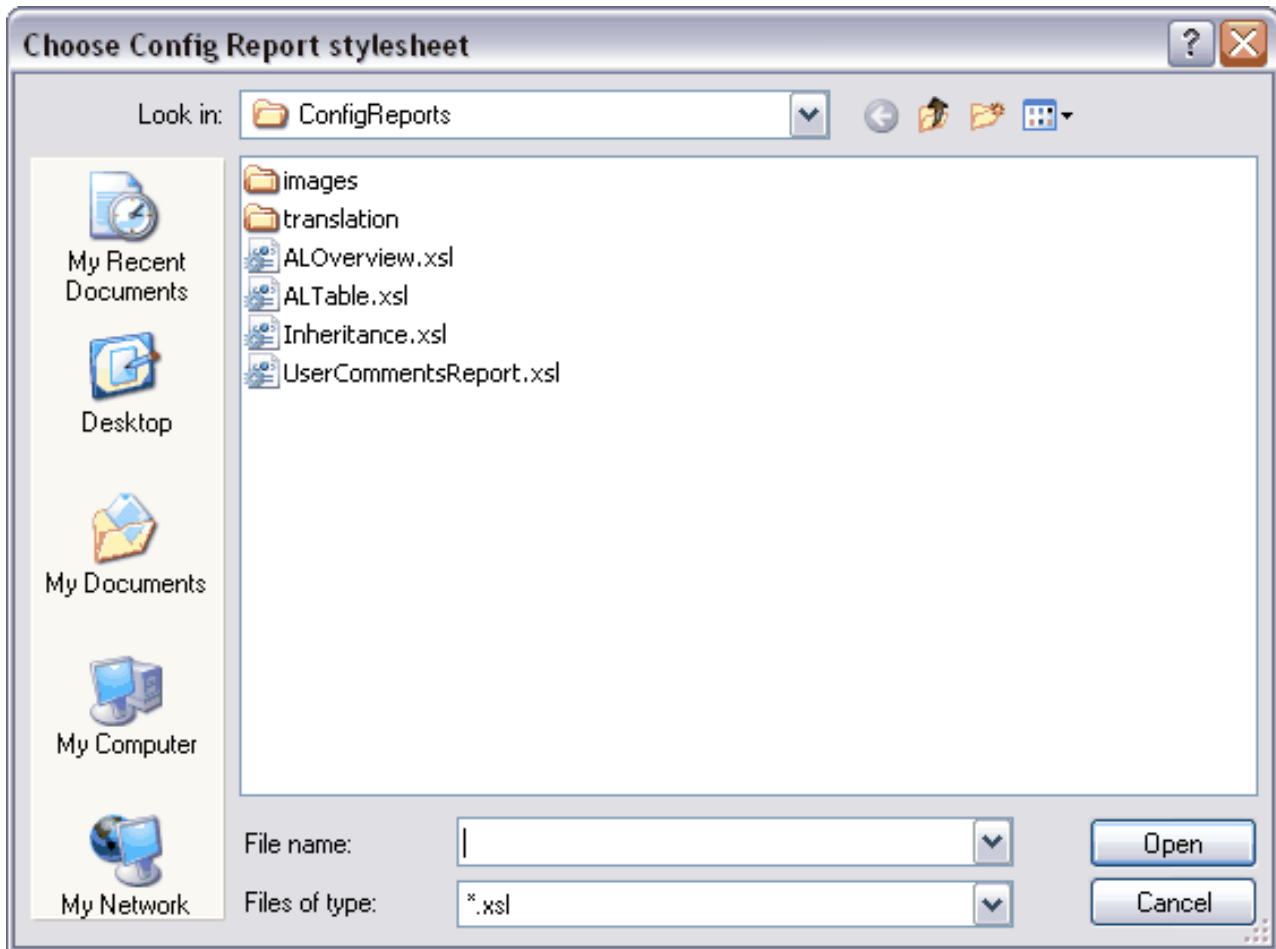 Choose Config Report stylesheet
?
Look in:
ConfigReports
images
translation
ALOverview.xsl
ALTable.xsl
Inheritance.xsl
UserCommentsReport.xsl
My Recent
Documents
Desktop
My Documents
My Computer
My Network
File name:
Open
Files of type:
*.xsl
Cancel